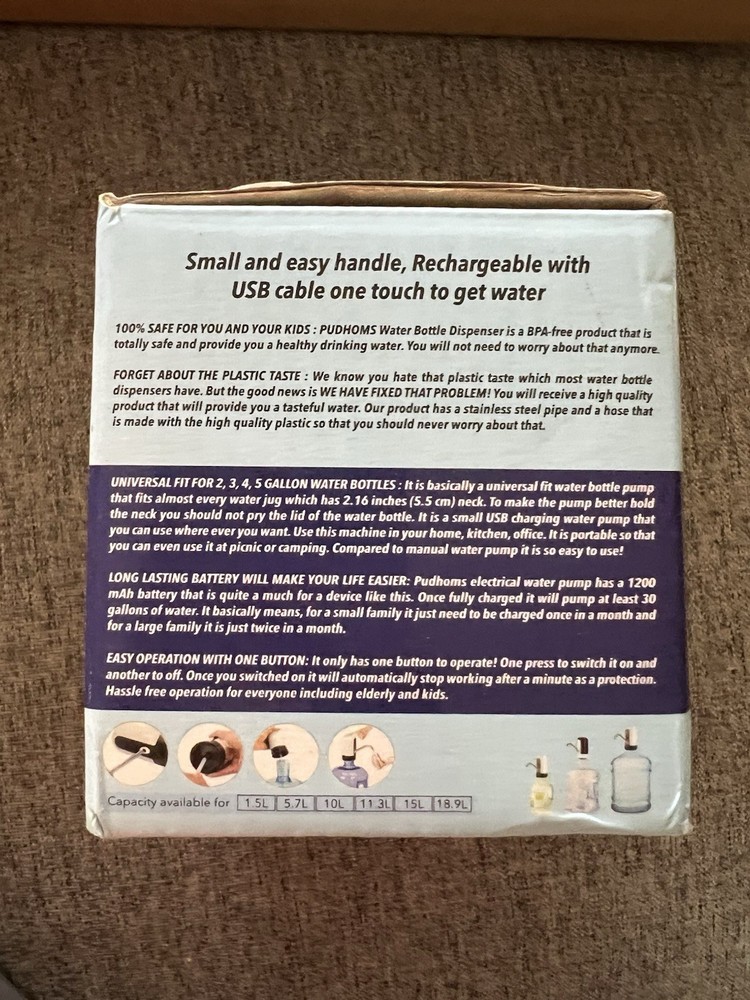 Small and easy handle, Rechargeable with
USB cable one touch to get water
100% SAFE FOR YOU AND YOUR KIDS : PUDHOMS Water Bottle Dispenser is a BPA-free product that is
totally safe and provide you a healthy drinking water. You will not need to worry about that anymore.
FORGET ABOUT THE PLASTIC TASTE : We know you hate that plastic taste which most water bottle
dispensers have. But the good news is WE HAVE FIXED THAT PROBLEM! You will receive a high quality
product that will provide you a tasteful water. Our product has a stainless steel pipe and a hose that
is made with the high quality plastic so that you should never worry about that.
UNIVERSAL FIT FOR 2, 3, 4, 5 GALLON WATER BOTTLES : It is basically a universal fit water bottle pump
that fits almost every water jug which has 2.16 inches (5.5 cm) neck. To make the pump better hold
the neck you should not pry the lid of the water bottle. It is a small USB charging water pump that
you can use where ever you want. Use this machine in your home, kitchen, office. It is portable so that
you can even use it at picnic or camping. Compared to manual water pump it is so easy to use!
LONG LASTING BATTERY WILL MAKE YOUR LIFE EASIER: Pudhoms electrical water pump has a 1200
mAh battery that is quite a much for a device like this. Once fully charged it will pump at least 30
gallons of water. It basically means, for a small family it just need to be charged once in a month and
for a large family it is just twice in a month.
EASY OPERATION WITH ONE BUTTON: It only has one button to operate! One press to switch it on and
another to off. Once you switched on it will automatically stop working after a minute as a protection.
Hassle free operation for everyone including elderly and kids.
Capacity available for 1.5L 5.7L 10L 11.3L 15L 18.9L